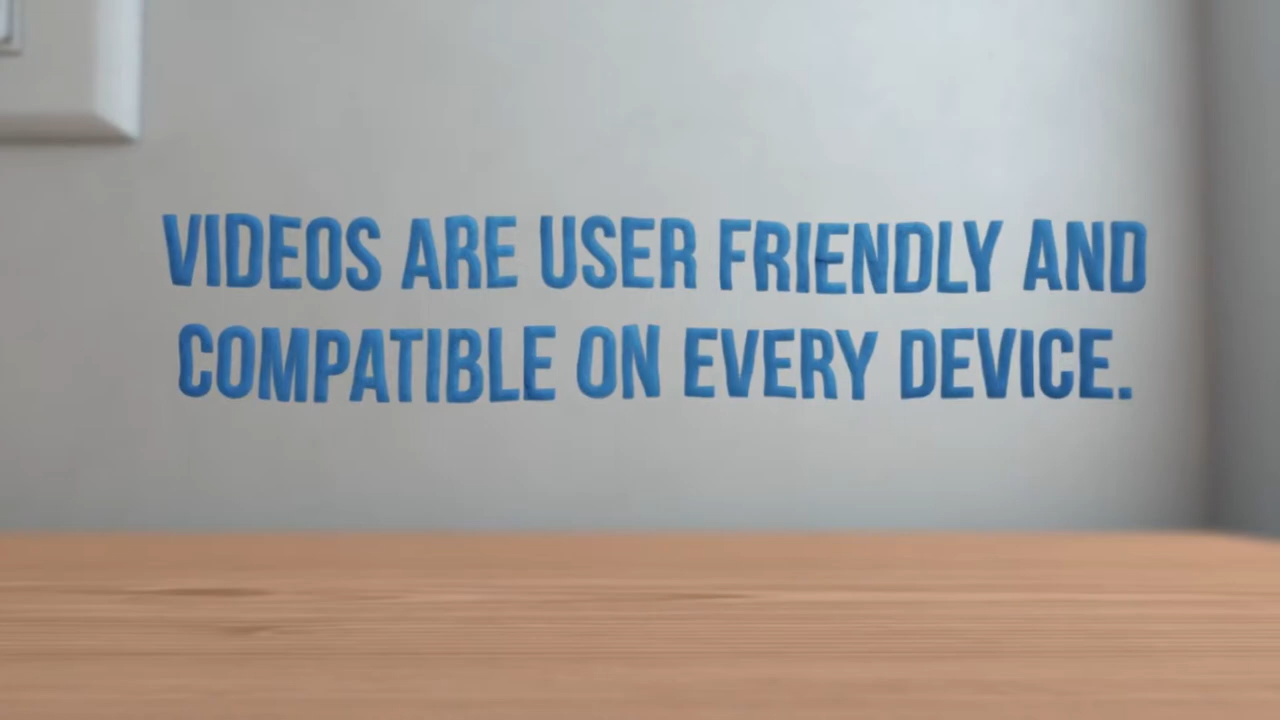 VIDEOS ARE USER FRIENDLY AND
COMPATIBLE ON EVERY DEVICE.